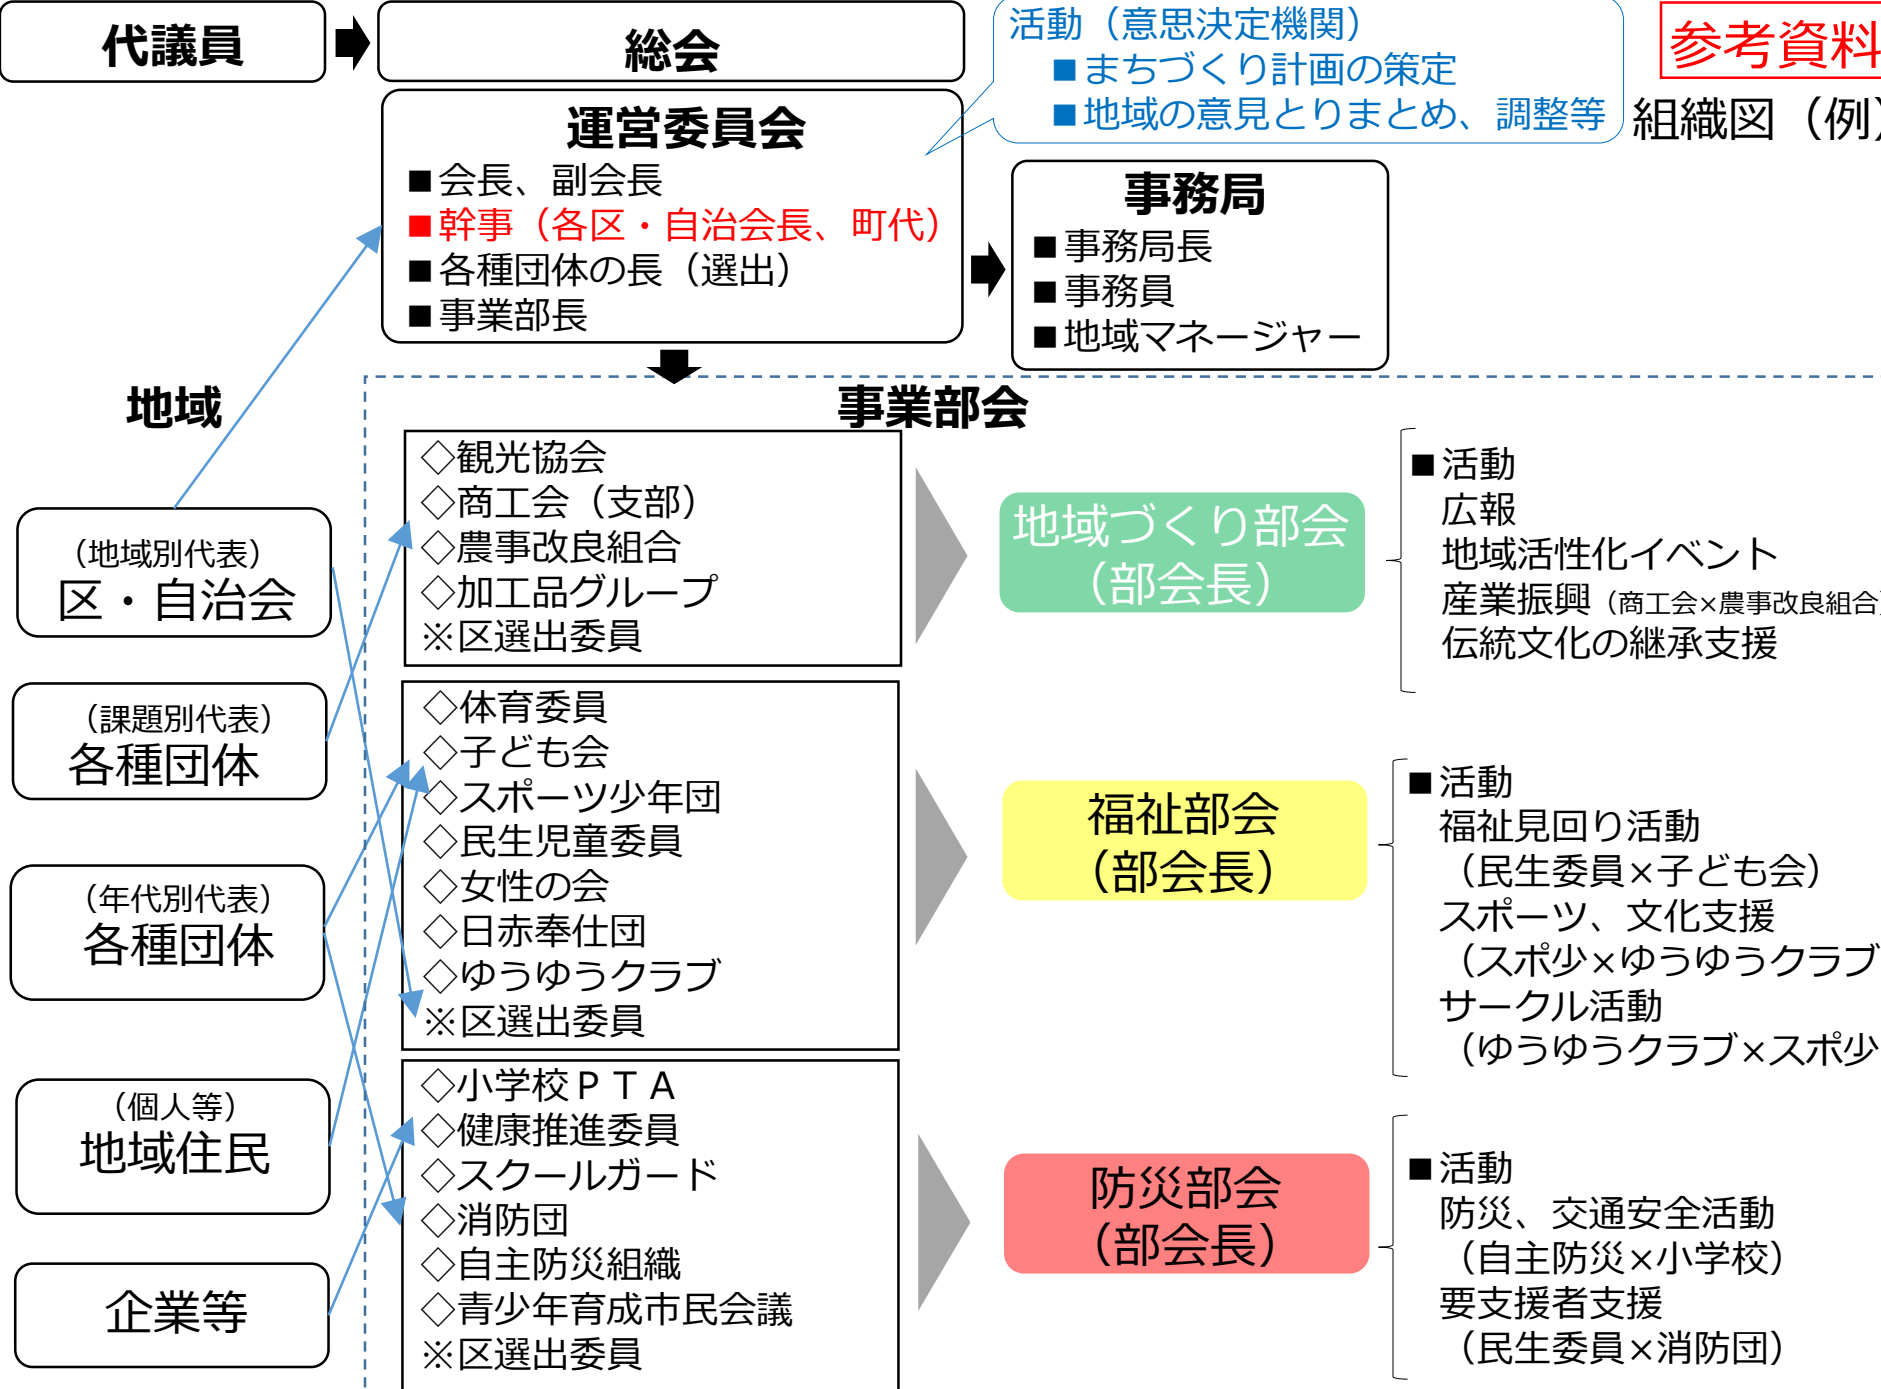 代議員
総会
活動（意思決定機関）
■まちづくり計画の策定
■地域の意見とりまとめ、調整等
参考資料
組織図（例）
運営委員会
■会長、副会長
■幹事（各区・自治会長、町代）
■各種団体の長（選出）
■事業部長
事務局
■事務局長
■事務員
■地域マネージャー
地域
（地域別代表）
区・自治会
（課題別代表）
各種団体
（年代別代表）
各種団体
（個人等）
地域住民
企業等
事業部会
◇観光協会
◇商工会（支部）
◇農事改良組合
◇加工品グループ
※区選出委員
地域づくり部会
（部会長）
■活動
広報
地域活性化イベント
産業振興（商工会×農事改良組合）
伝統文化の継承支援
◇体育委員
◇子ども会
◇スポーツ少年団
◇民生児童委員
◇女性の会
◇日赤奉仕団
◇ゆうゆうクラブ
※区選出委員
福祉部会
（部会長）
■活動
福祉見回り活動
（民生委員×子ども会）
スポーツ、文化支援
（スポ少×ゆうゆうクラブ
サークル活動
（ゆうゆうクラブ×スポ少
◇小学校ＰＴＡ
◇健康推進委員
◇スクールガード
◇消防団
◇自主防災組織
◇青少年育成市民会議
※区選出委員
防災部会
（部会長）
■活動
防災、交通安全活動
（自主防災×小学校）
要支援者支援
（民生委員×消防団）